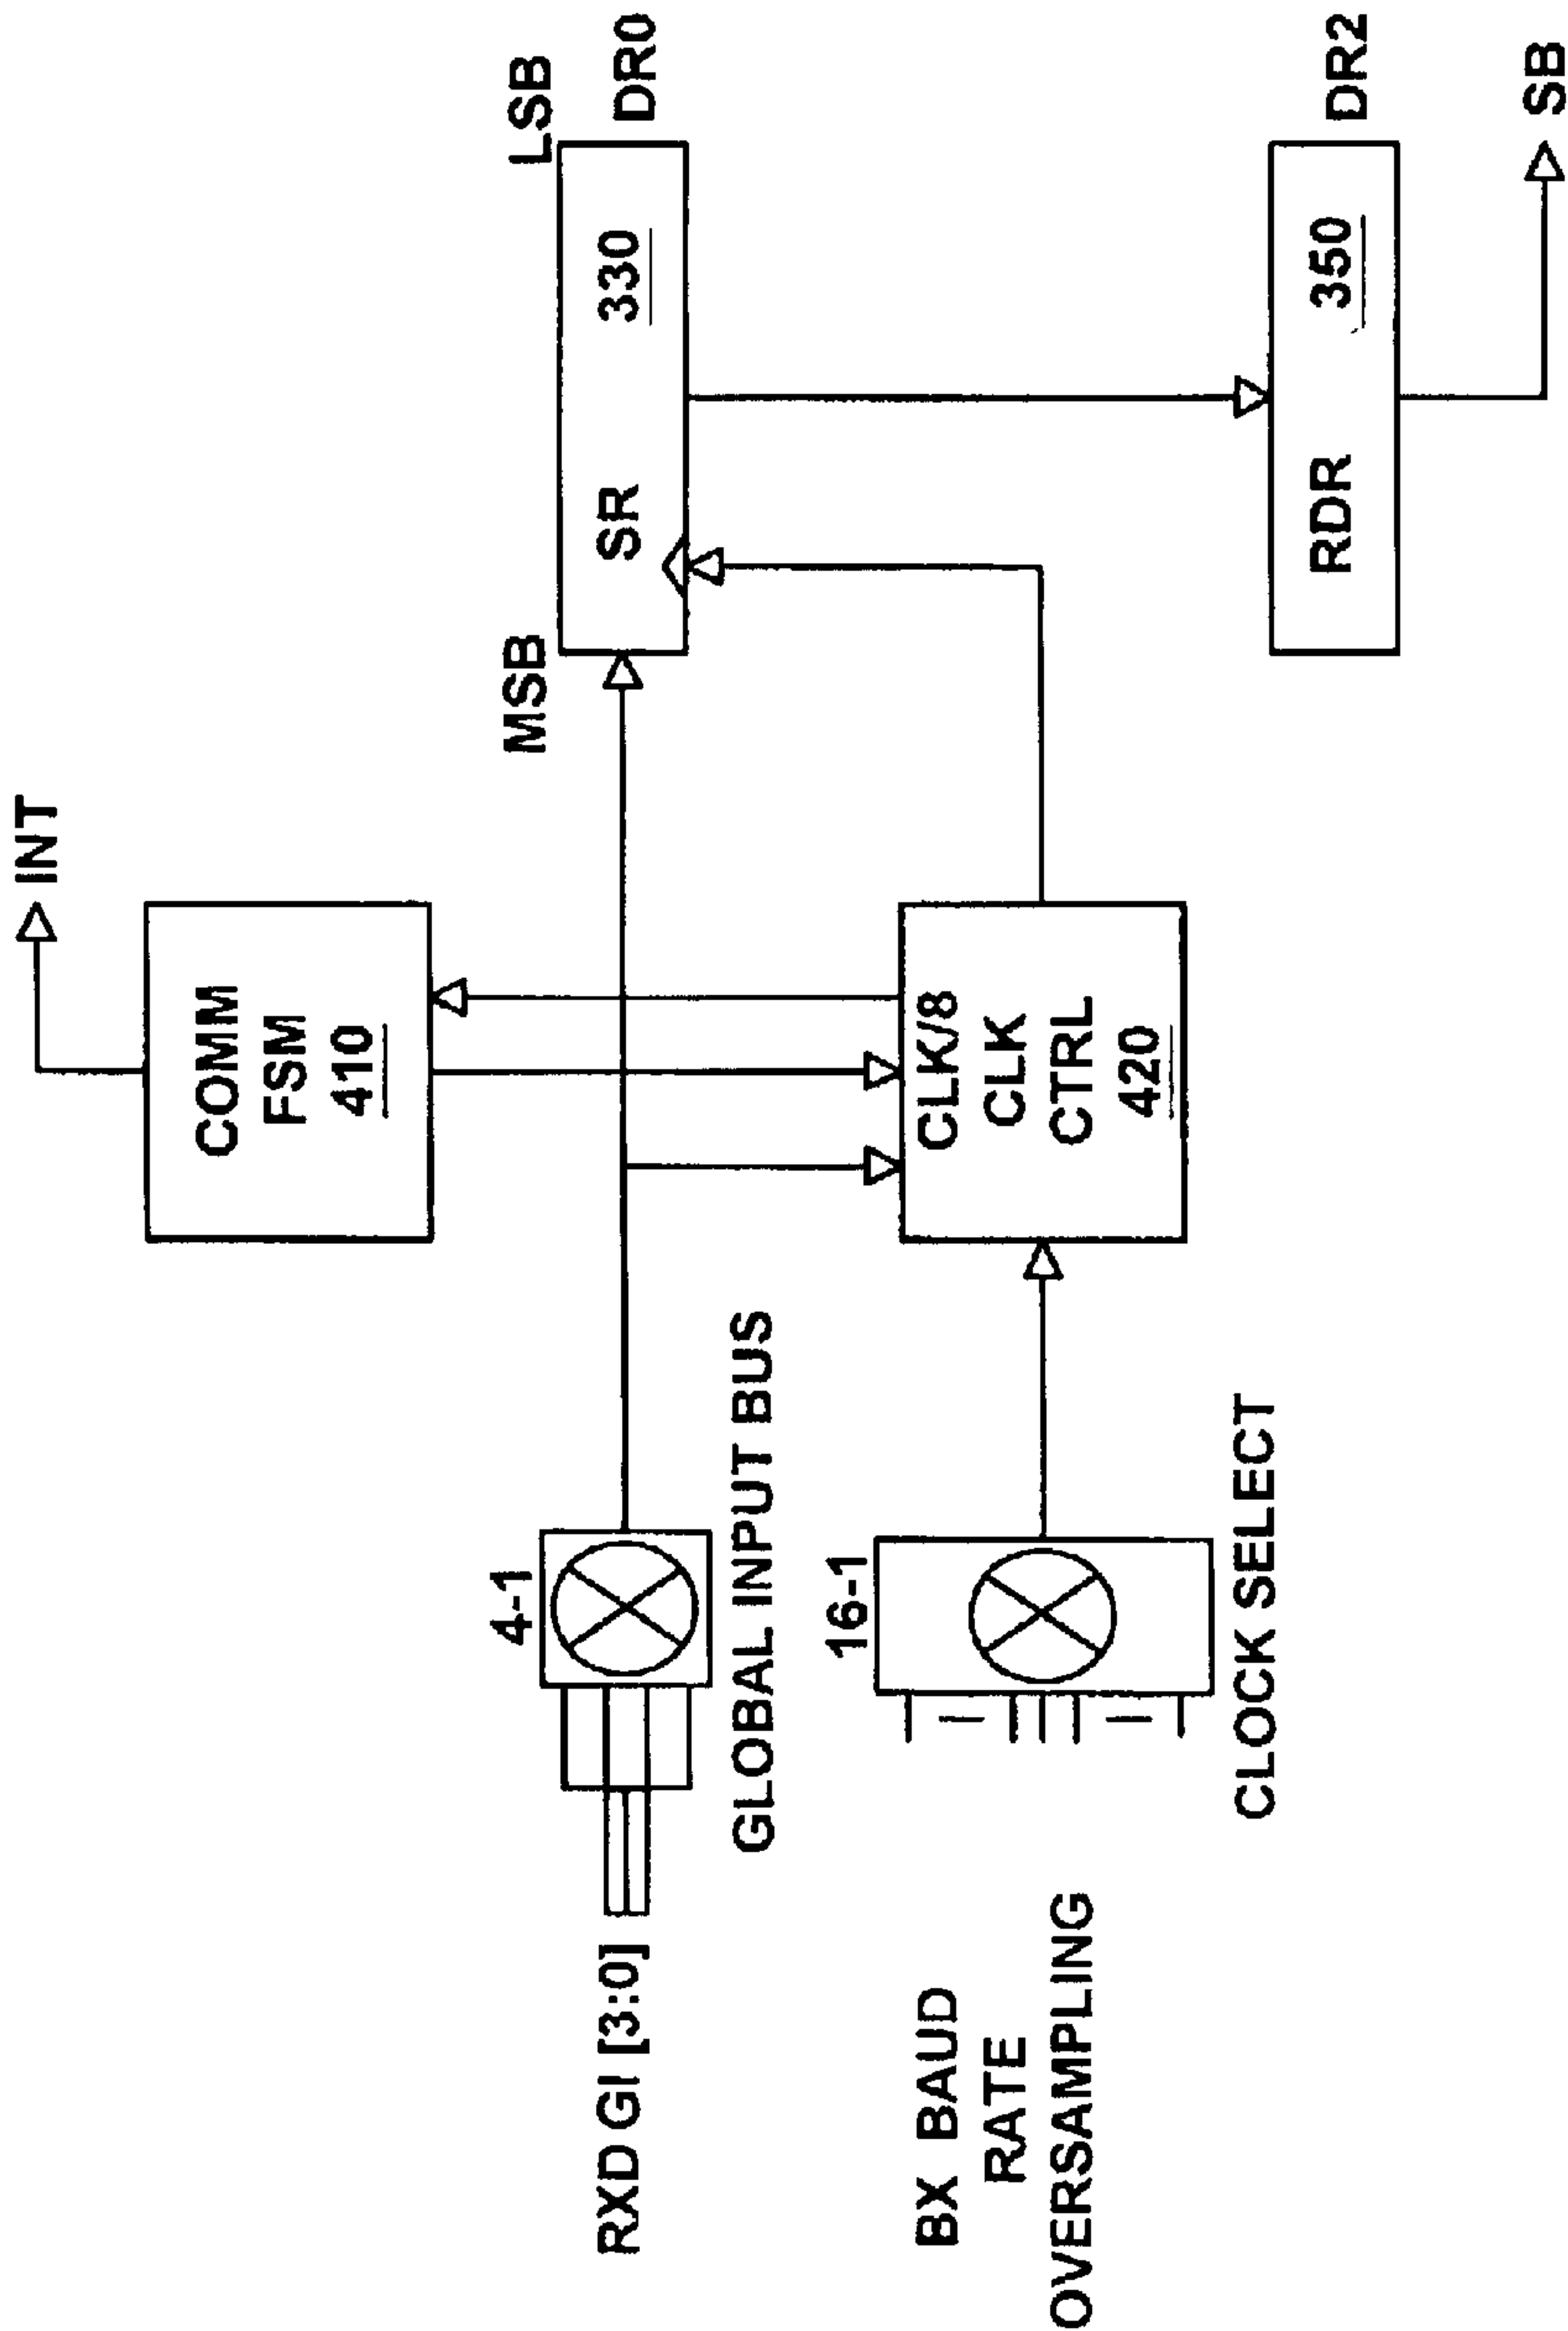 INT
COMM
FSM
410
4-1
RXD GI [3:0]
GLOBAL INPUT BUS
MSB
LSB
SR 330
DR0
16-1
BX BAUD
RATE
OVERSAMPLING
CLK/8
CLK
CTRL
420
CLOCK SELECT
RDR 350
DR2
SB